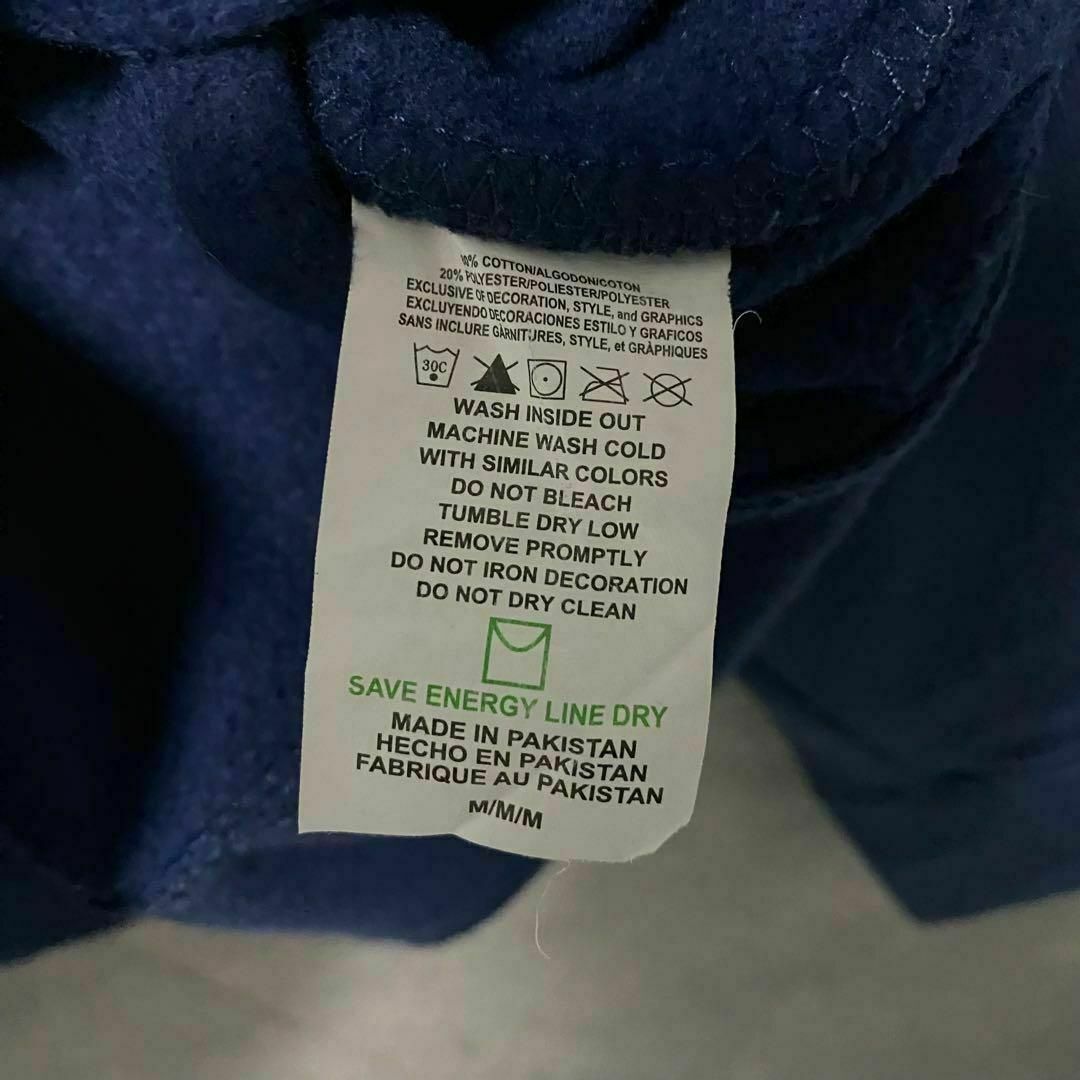 % COTTON/ALGODON/COTON
20% POLYESTER/POLIESTER/POLYESTER
EXCLUSIVE OF DECORATION, STYLE, and GRAPHICS
EXCLUYENDO DECORACIONES ESTILO Y GRAFICOS
SANS INCLURE GARNITURES, STYLE, et GRÀPHIQUES
30C
WASH INSIDE OUT
MACHINE WASH COLD
WITH SIMILAR COLORS
DO NOT BLEACH
TUMBLE DRY LOW
REMOVE PROMPTLY
DO NOT IRON DECORATION
DO NOT DRY CLEAN
SAVE ENERGY LINE DRY
MADE IN PAKISTAN
HECHO EN PAKISTAN
FABRIQUE AU PAKISTAN
M/M/M